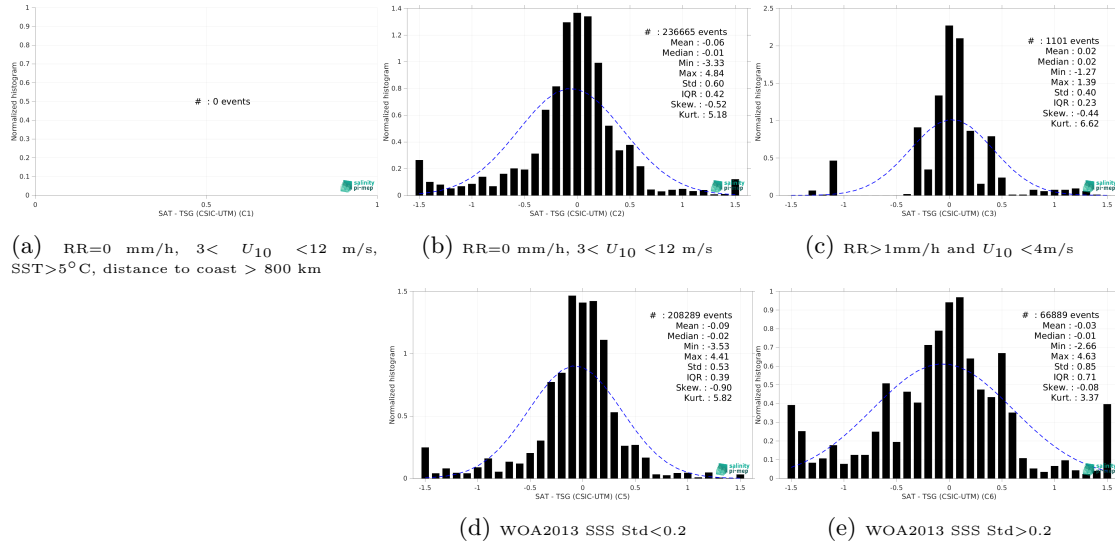 1
0.9
0.8
0.7
0.6
0.5
0.4
0.3
0.2
0.1
0
Normalized histogram
# : 0 events
0
0.5
1
SAT - TSG (CSIC-UTM) (C1)
salinity
pi-mep
(a) RR=0 mm/h, 3< U10 <12 m/s,
SST>5°C, distance to coast > 800 km
1.4
1.2
1
0.8
0.6
0.4
0.2
0
Normalized histogram
# : 236665 events
Mean : -0.06
Median : -0.01
Min : -3.33
Max : 4.84
Std : 0.60
IQR : 0.42
Skew. : -0.52
Kurt. : 5.18
-1.5
-1
-0.5
0
0.5
1
1.5
SAT - TSG (CSIC-UTM) (C2)
salinity
pi-mep
(b) RR=0 mm/h, 3< U10 <12 m/s
2.5
2
1.5
1
0.5
0
Normalized histogram
# : 1101 events
Mean : 0.02
Median : 0.02
Min : -1.27
Max : 1.39
Std : 0.40
IQR : 0.23
Skew. : -0.44
Kurt. : 6.62
-1.5
-1
-0.5
0
0.5
1
1.5
SAT - TSG (CSIC-UTM) (C3)
salinity
pi-mep
(c) RR>1mm/h and U10 <4m/s
1.5
1
0.5
0
Normalized histogram
# : 208289 events
Mean : -0.09
Median : -0.02
Min : -3.53
Max : 4.41
Std : 0.53
IQR : 0.39
Skew. : -0.90
Kurt. : 5.82
-1.5
-1
-0.5
0
0.5
1
1.5
SAT - TSG (CSIC-UTM) (C5)
salinity
pi-mep
(d) WOA2013 SSS Std<0.2
1
0.9
0.8
0.7
0.6
0.5
0.4
0.3
0.2
0.1
0
Normalized histogram
# : 66889 events
Mean : -0.03
Median : -0.01
Min : -2.66
Max : 4.63
Std : 0.85
IQR : 0.71
Skew. : -0.08
Kurt. : 3.37
-1.5
-1
-0.5
0
0.5
1
1.5
SAT - TSG (CSIC-UTM) (C6)
salinity
pi-mep
(e) WOA2013 SSS Std>0.2